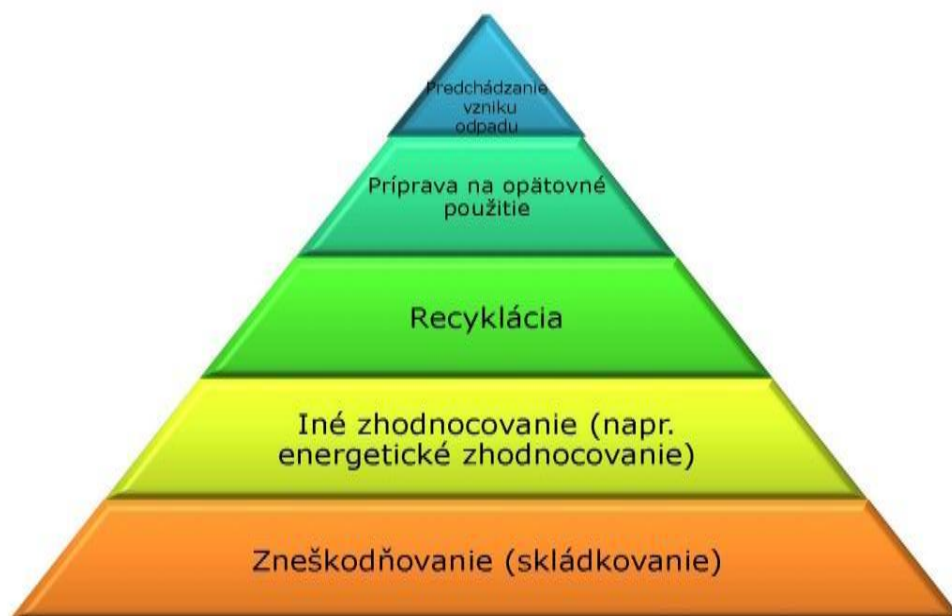 Predchádzanie
vzniku
odpadu
Príprava na opätovné
použitie
Recyklácia
Iné zhodnocovanie (napr.
energetické zhodnocovanie)
Zneškodňovanie (skládkovanie)